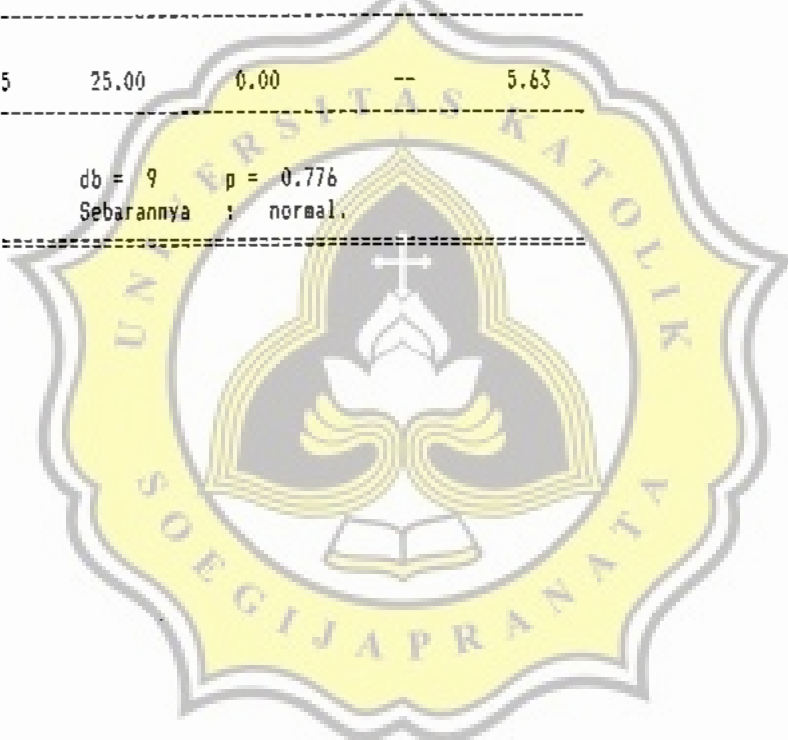 5 25.00 0.00 -- 5.63
db = 9 p = 0.776
Sebarannya : normal.
UNIVERSITAS KATOLIK
SOEGIJAPRANATA